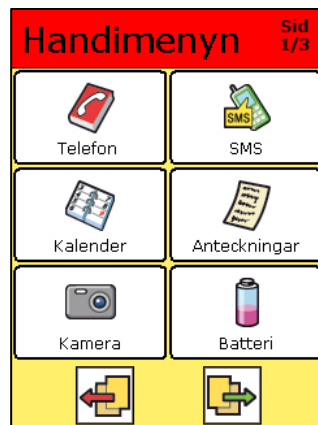 Handimenyn
Sid
1/3
Telefon
SMS
SMS
Kalender
Anteckningar
Kamera
Batteri